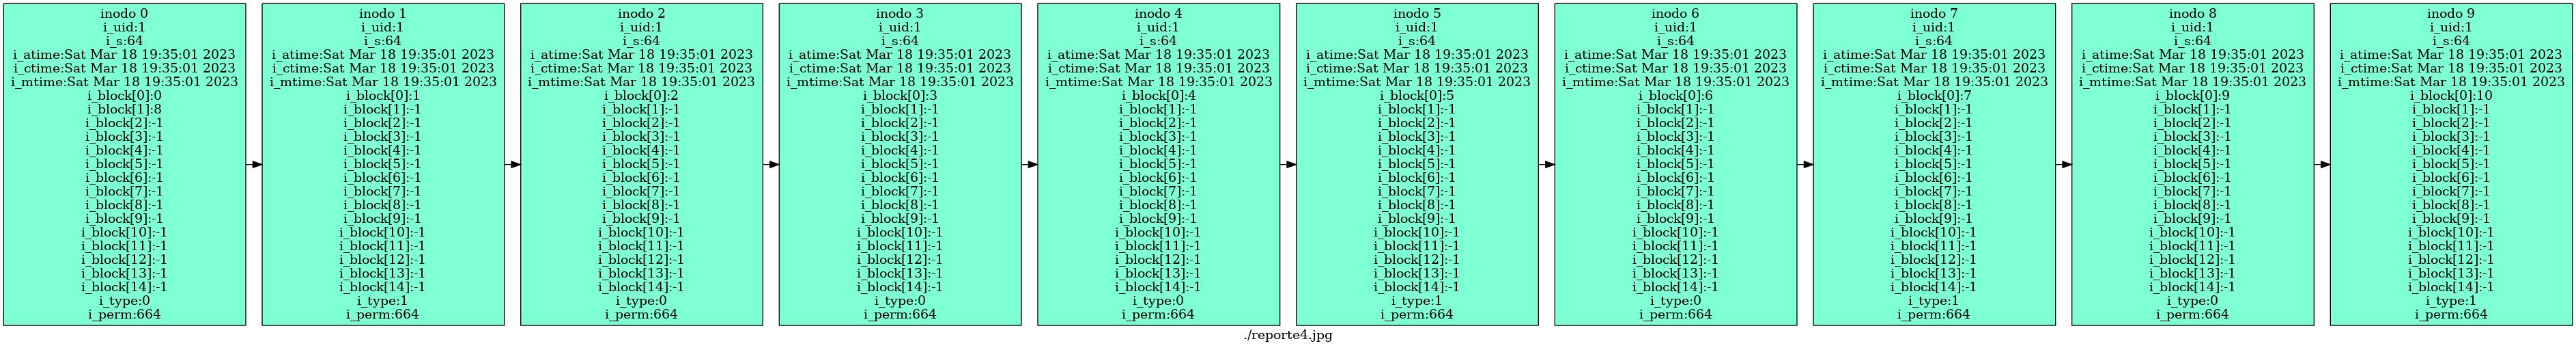 inodo 0
i_uid:1
i_s:64
i_atime:Sat Mar 18 19:35:01 2023
i_ctime:Sat Mar 18 19:35:01 2023
i_mtime:Sat Mar 18 19:35:01 2023
i_block[0]:0
i_block[1]:8
i_block[2]:-1
i_block[3]:-1
i_block[4]:-1
i_block[5]:-1
i_block[6]:-1
i_block[7]:-1
i_block[8]:-1
i_block[9]:-1
i_block[10]:-1
i_block[11]:-1
i_block[12]:-1
i_block[13]:-1
i_block[14]:-1
i_type:0
i_perm:664
inodo 1
i_uid:1
i_s:64
i_atime:Sat Mar 18 19:35:01 2023
i_ctime:Sat Mar 18 19:35:01 2023
i_mtime:Sat Mar 18 19:35:01 2023
i_block[0]:1
i_block[1]:-1
i_block[2]:-1
i_block[3]:-1
i_block[4]:-1
i_block[5]:-1
i_block[6]:-1
i_block[7]:-1
i_block[8]:-1
i_block[9]:-1
i_block[10]:-1
i_block[11]:-1
i_block[12]:-1
i_block[13]:-1
i_block[14]:-1
i_type:1
i_perm:664
inodo 2
i_uid:1
i_s:64
i_atime:Sat Mar 18 19:35:01 2023
i_ctime:Sat Mar 18 19:35:01 2023
i_mtime:Sat Mar 18 19:35:01 2023
i_block[0]:2
i_block[1]:-1
i_block[2]:-1
i_block[3]:-1
i_block[4]:-1
i_block[5]:-1
i_block[6]:-1
i_block[7]:-1
i_block[8]:-1
i_block[9]:-1
i_block[10]:-1
i_block[11]:-1
i_block[12]:-1
i_block[13]:-1
i_block[14]:-1
i_type:0
i_perm:664
inodo 3
i_uid:1
i_s:64
i_atime:Sat Mar 18 19:35:01 2023
i_ctime:Sat Mar 18 19:35:01 2023
i_mtime:Sat Mar 18 19:35:01 2023
i_block[0]:3
i_block[1]:-1
i_block[2]:-1
i_block[3]:-1
i_block[4]:-1
i_block[5]:-1
i_block[6]:-1
i_block[7]:-1
i_block[8]:-1
i_block[9]:-1
i_block[10]:-1
i_block[11]:-1
i_block[12]:-1
i_block[13]:-1
i_block[14]:-1
i_type:0
i_perm:664
inodo 4
i_uid:1
i_s:64
i_atime:Sat Mar 18 19:35:01 2023
i_ctime:Sat Mar 18 19:35:01 2023
i_mtime:Sat Mar 18 19:35:01 2023
i_block[0]:4
i_block[1]:-1
i_block[2]:-1
i_block[3]:-1
i_block[4]:-1
i_block[5]:-1
i_block[6]:-1
i_block[7]:-1
i_block[8]:-1
i_block[9]:-1
i_block[10]:-1
i_block[11]:-1
i_block[12]:-1
i_block[13]:-1
i_block[14]:-1
i_type:0
i_perm:664
inodo 5
i_uid:1
i_s:64
i_atime:Sat Mar 18 19:35:01 2023
i_ctime:Sat Mar 18 19:35:01 2023
i_mtime:Sat Mar 18 19:35:01 2023
i_block[0]:5
i_block[1]:-1
i_block[2]:-1
i_block[3]:-1
i_block[4]:-1
i_block[5]:-1
i_block[6]:-1
i_block[7]:-1
i_block[8]:-1
i_block[9]:-1
i_block[10]:-1
i_block[11]:-1
i_block[12]:-1
i_block[13]:-1
i_block[14]:-1
i_type:1
i_perm:664
inodo 6
i_uid:1
i_s:64
i_atime:Sat Mar 18 19:35:01 2023
i_ctime:Sat Mar 18 19:35:01 2023
i_mtime:Sat Mar 18 19:35:01 2023
i_block[0]:6
i_block[1]:-1
i_block[2]:-1
i_block[3]:-1
i_block[4]:-1
i_block[5]:-1
i_block[6]:-1
i_block[7]:-1
i_block[8]:-1
i_block[9]:-1
i_block[10]:-1
i_block[11]:-1
i_block[12]:-1
i_block[13]:-1
i_block[14]:-1
i_type:0
i_perm:664
inodo 7
i_uid:1
i_s:64
i_atime:Sat Mar 18 19:35:01 2023
i_ctime:Sat Mar 18 19:35:01 2023
i_mtime:Sat Mar 18 19:35:01 2023
i_block[0]:7
i_block[1]:-1
i_block[2]:-1
i_block[3]:-1
i_block[4]:-1
i_block[5]:-1
i_block[6]:-1
i_block[7]:-1
i_block[8]:-1
i_block[9]:-1
i_block[10]:-1
i_block[11]:-1
i_block[12]:-1
i_block[13]:-1
i_block[14]:-1
i_type:1
i_perm:664
inodo 8
i_uid:1
i_s:64
i_atime:Sat Mar 18 19:35:01 2023
i_ctime:Sat Mar 18 19:35:01 2023
i_mtime:Sat Mar 18 19:35:01 2023
i_block[0]:9
i_block[1]:-1
i_block[2]:-1
i_block[3]:-1
i_block[4]:-1
i_block[5]:-1
i_block[6]:-1
i_block[7]:-1
i_block[8]:-1
i_block[9]:-1
i_block[10]:-1
i_block[11]:-1
i_block[12]:-1
i_block[13]:-1
i_block[14]:-1
i_type:0
i_perm:664
inodo 9
i_uid:1
i_s:64
i_atime:Sat Mar 18 19:35:01 2023
i_ctime:Sat Mar 18 19:35:01 2023
i_mtime:Sat Mar 18 19:35:01 2023
i_block[0]:10
i_block[1]:-1
i_block[2]:-1
i_block[3]:-1
i_block[4]:-1
i_block[5]:-1
i_block[6]:-1
i_block[7]:-1
i_block[8]:-1
i_block[9]:-1
i_block[10]:-1
i_block[11]:-1
i_block[12]:-1
i_block[13]:-1
i_block[14]:-1
i_type:1
i_perm:664
./reporte4.jpg